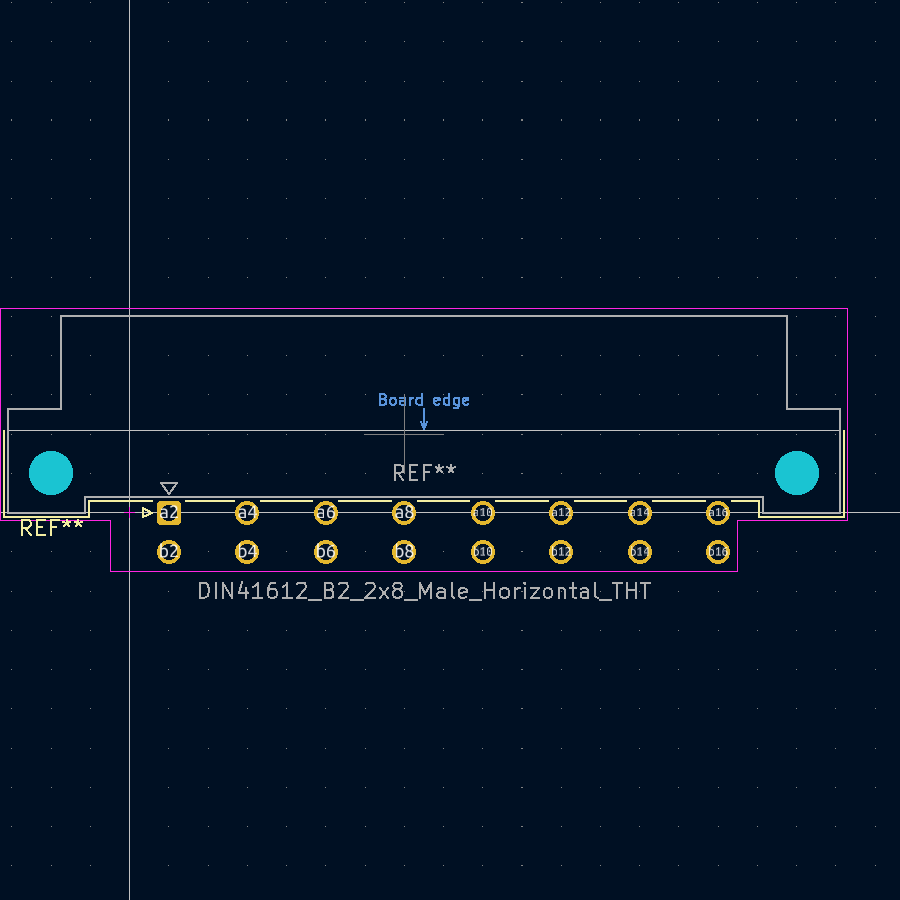 Board edge
REF**
a2 a4 a6 a8 a10 a12 a14 a16
REF**
b2 b4 b6 b8 b10 b12 b14 b16
DIN41612_B2_2x8_Male_Horizontal_THT